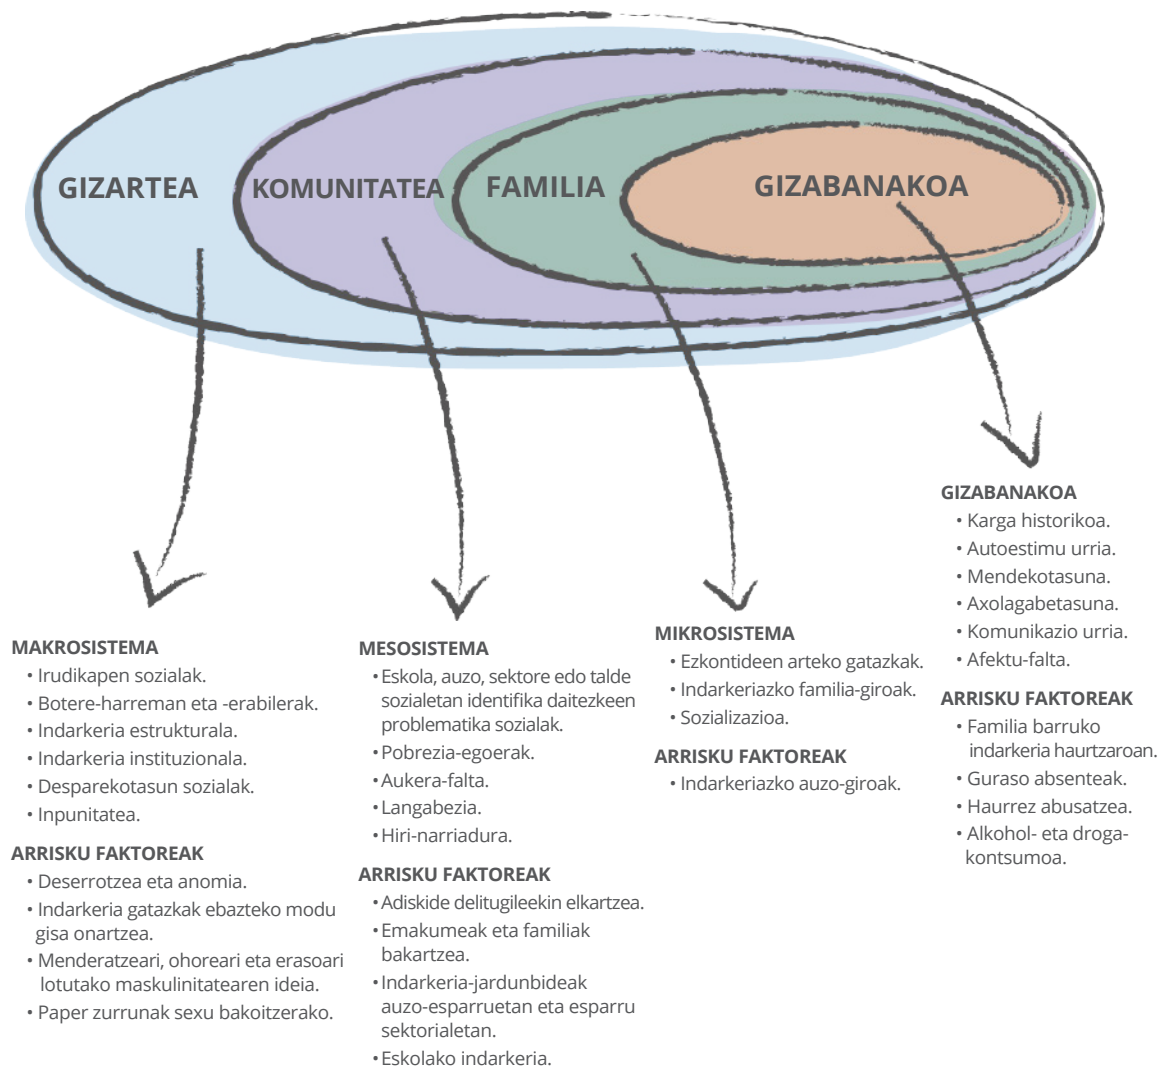 GIZARTEA
KOMUNITATEA
FAMILIA
GIZABANAKOA
MAKROSISTEMA
• Irudikapen sozialak.
• Botere-harreman eta -erabilerak.
• Indarkeria estrukturala.
• Indarkeria instituzionala.
• Desparekotasun sozialak.
• Inpunitatea.
ARRISKU FAKTOREAK
• Deserrotzea eta anomia.
• Indarkeria gatazkak ebazteko modu
gisa onartzea.
• Menderatzeari, ohoreari eta erasoari
lotutako maskulinitatearen ideia.
• Paper zurrunak sexu bakoitzerako.
MESOSISTEMA
• Eskola, auzo, sektore edo talde
sozialetan identifika daitezkeen
problematika sozialak.
• Pobrezia-egoerak.
• Aukera-falta.
• Langabezia.
• Hiri-narriadura.
ARRISKU FAKTOREAK
• Adiskide delitugileekin elkartzea.
• Emakumeak eta familiak
bakartzea.
• Indarkeria-jardunbideak
auzo-esparruetan eta esparru
sektorialetan.
• Eskolako indarkeria.
MIKROSISTEMA
• Ezkontideen arteko gatazkak.
• Indarkeriazko familia-giroak.
• Sozializazioa.
ARRISKU FAKTOREAK
• Indarkeriazko auzo-giroak.
GIZABANAKOA
• Karga historikoa.
• Autoestimu urria.
• Mendekotasuna.
• Axolagabetasuna.
• Komunikazio urria.
• Afektu-falta.
ARRISKU FAKTOREAK
• Familia barruko
indarkeria haurtzaroan.
• Guraso absenteak.
• Haurrez abusatzea.
• Alkohol- eta droga-
kontsumoa.